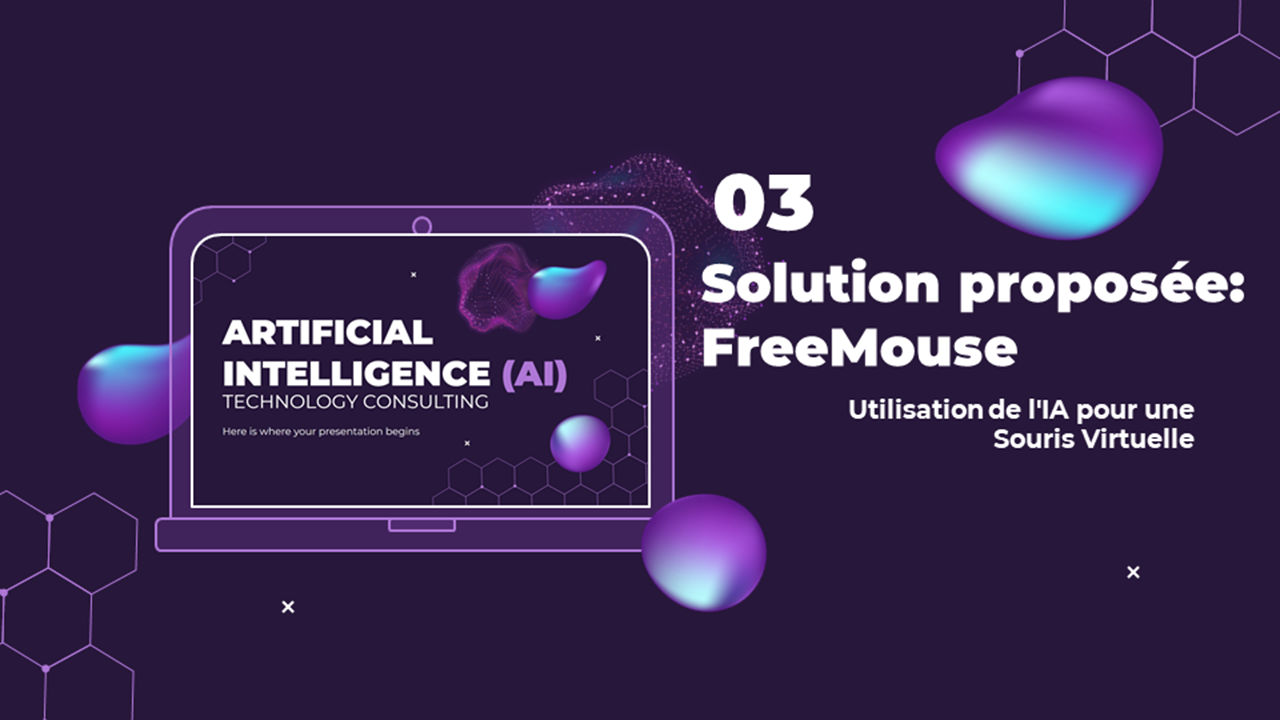 03
Solution proposée:
FreeMouse
Utilisation de l'IA pour une
Souris Virtuelle
ARTIFICIAL
INTELLIGENCE (AI)
TECHNOLOGY CONSULTING
Here is where your presentation begins